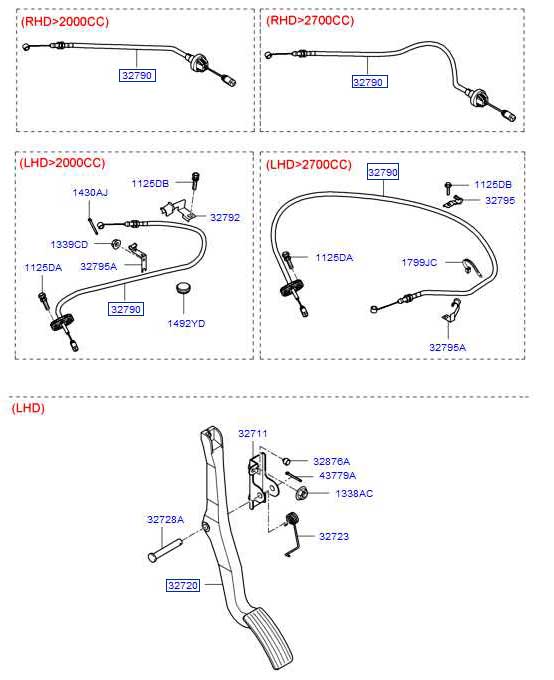 (RHD>2000CC)
32790
(RHD>2700CC)
32790
(LHD>2000CC)
1125DB
1430AJ
32792
1339CD
32795A
1125DA
32790
1492YD
(LHD>2700CC)
32790
1125DB
32795
1125DA
1799JC
32795A
(LHD)
32711
32876A
43779A
1338AC
32728A
32723
32720